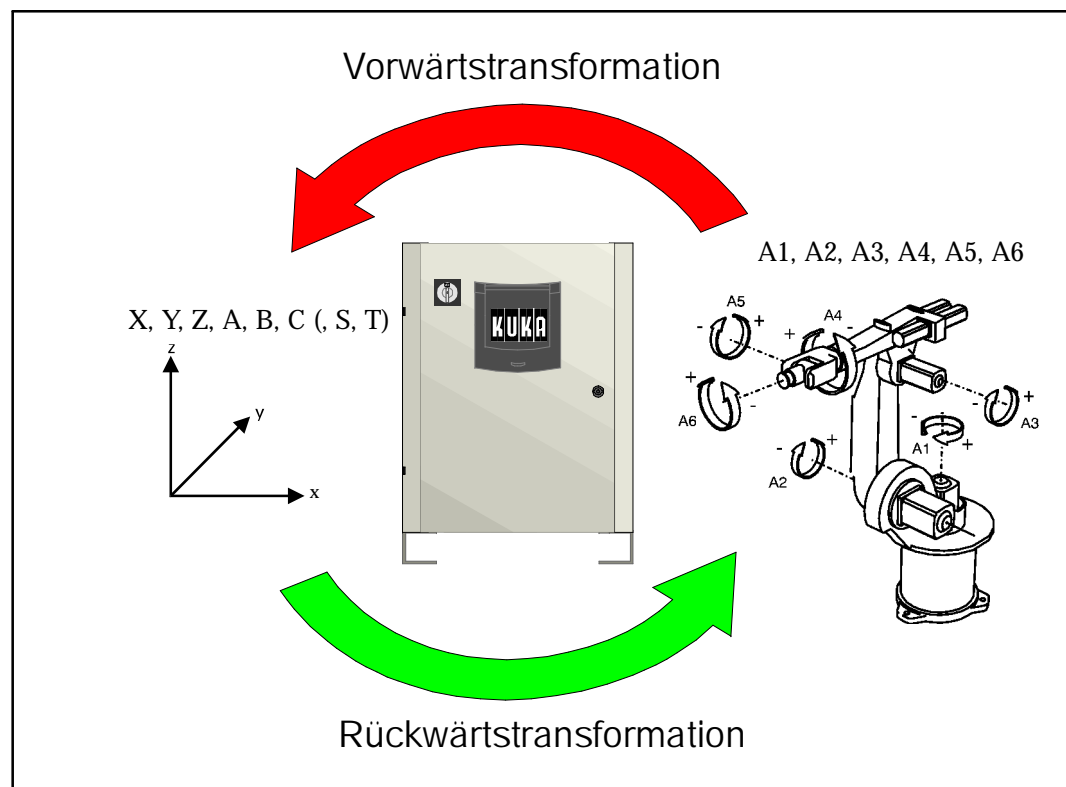 Vorwärtstransformation
A1, A2, A3, A4, A5, A6
X, Y, Z, A, B, C (, S, T)
z
y
x
KUKA
A5
- +
+ A4 -
+
A6 -
- +
A3
- A1 +
- +
A2
Rückwärtstransformation